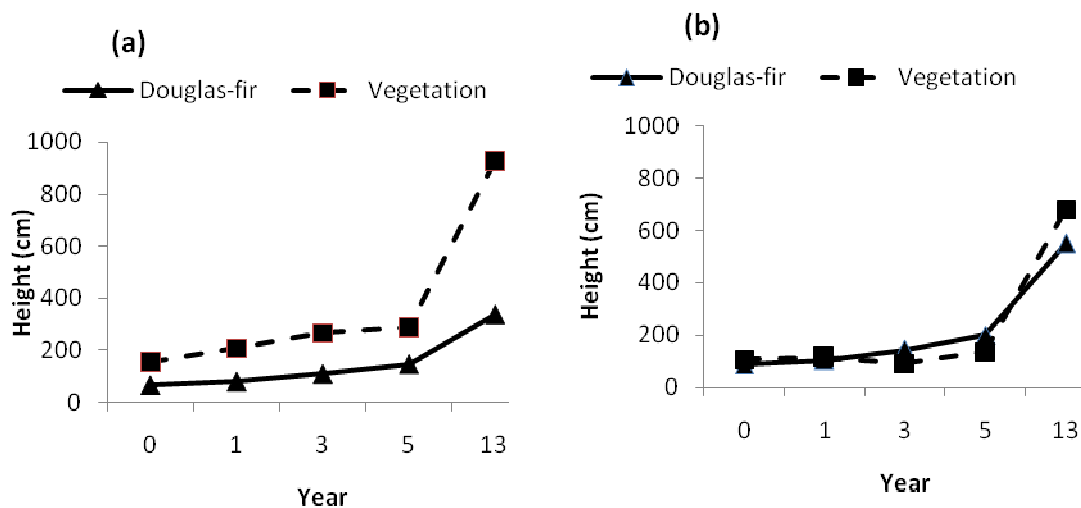 (a)
Douglas-fir Vegetation
1000
800
600
400
200
0
Height (cm)
0 1 3 5 13
Year
(b)
Douglas-fir Vegetation
1000
800
600
400
200
0
Height (cm)
0 1 3 5 13
Year